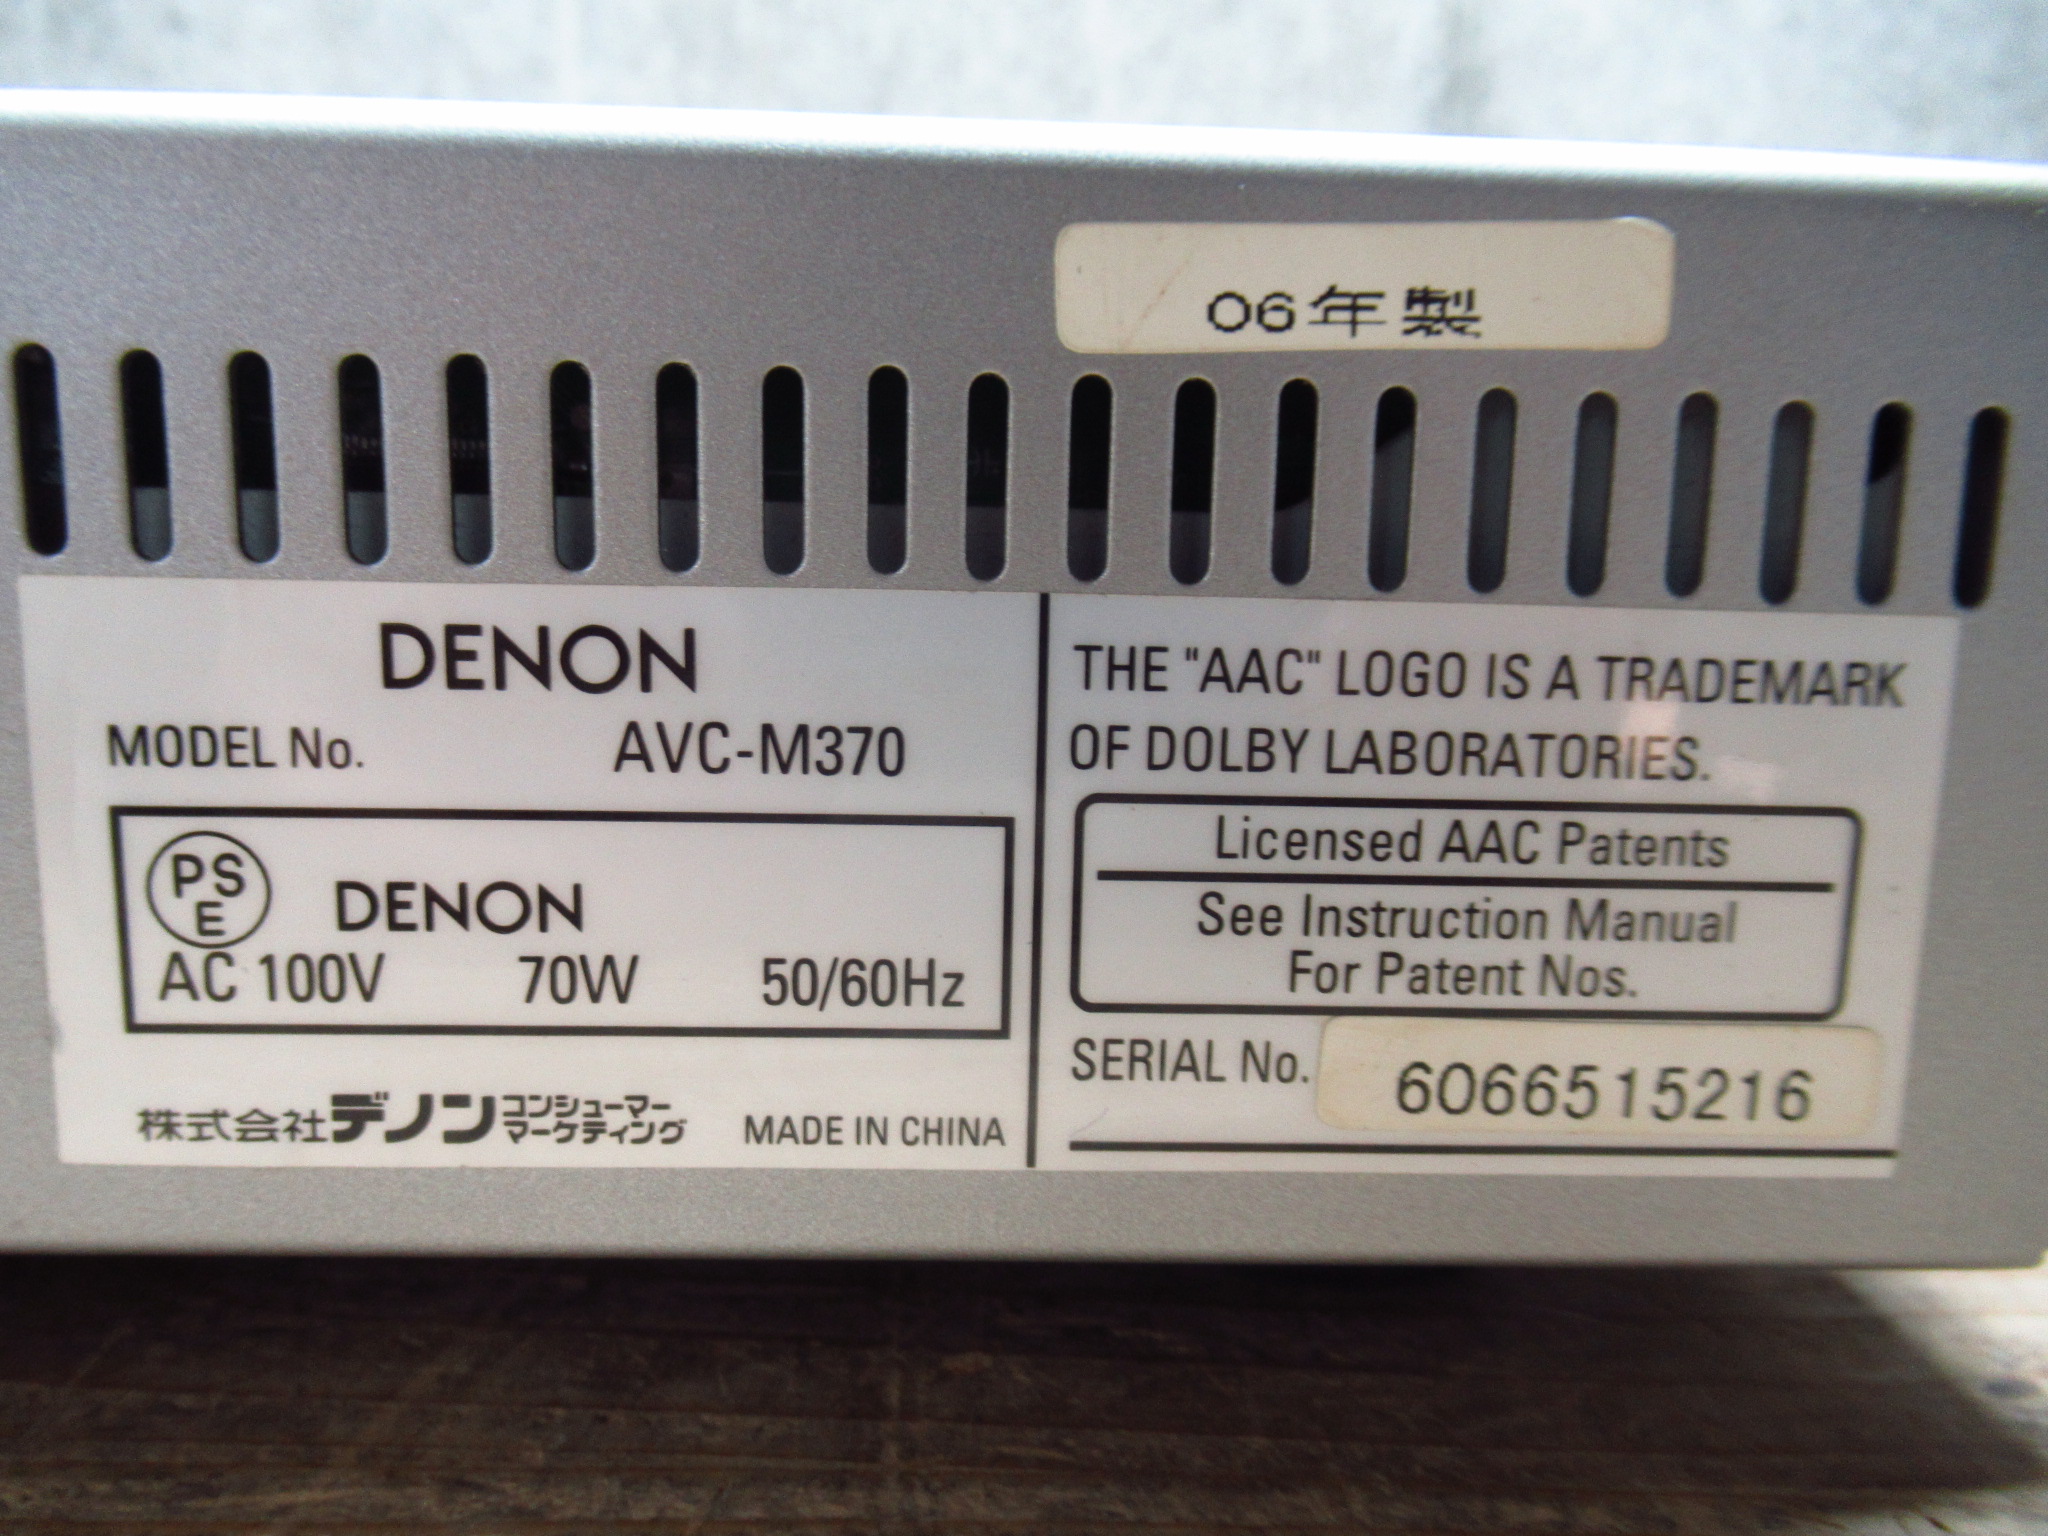 06年製
DENON
MODEL No. AVC-M370
PSE DENON
AC 100V 70W 50/60Hz
株式会社デノンコンシューマーマーケティング MADE IN CHINA
THE "AAC" LOGO IS A TRADEMARK
OF DOLBY LABORATORIES.
Licensed AAC Patents
See Instruction Manual
For Patent Nos.
SERIAL No. 6066515216